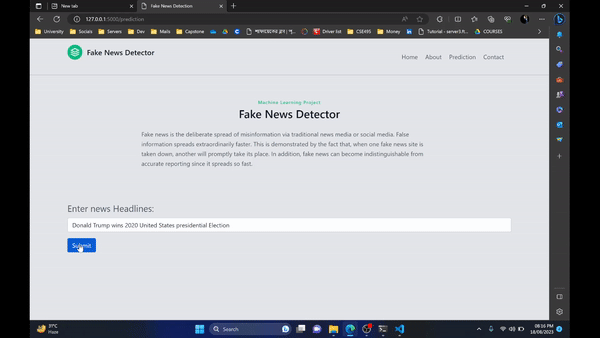 New tab
Fake News Detection
127.0.0.1:5000/prediction
University
Socials
Servers
Dev
Mails
Capstone
Driver list
CSE495
Money
Tutorial - server3.ft...
COURSES
Fake News Detector
Home
About
Prediction
Contact
Machine Learning Project
Fake News Detector
Fake news is the deliberate spread of misinformation via traditional news media or social media. False
information spreads extraordinarily faster. This is demonstrated by the fact that, when one fake news site is
taken down, another will promptly take its place. In addition, fake news can become indistinguishable from
accurate reporting since it spreads so fast.
Enter news Headlines:
Donald Trump wins 2020 United States presidential Election
Submit
31°C
Haze
Search
08:16 PM
18/06/2023